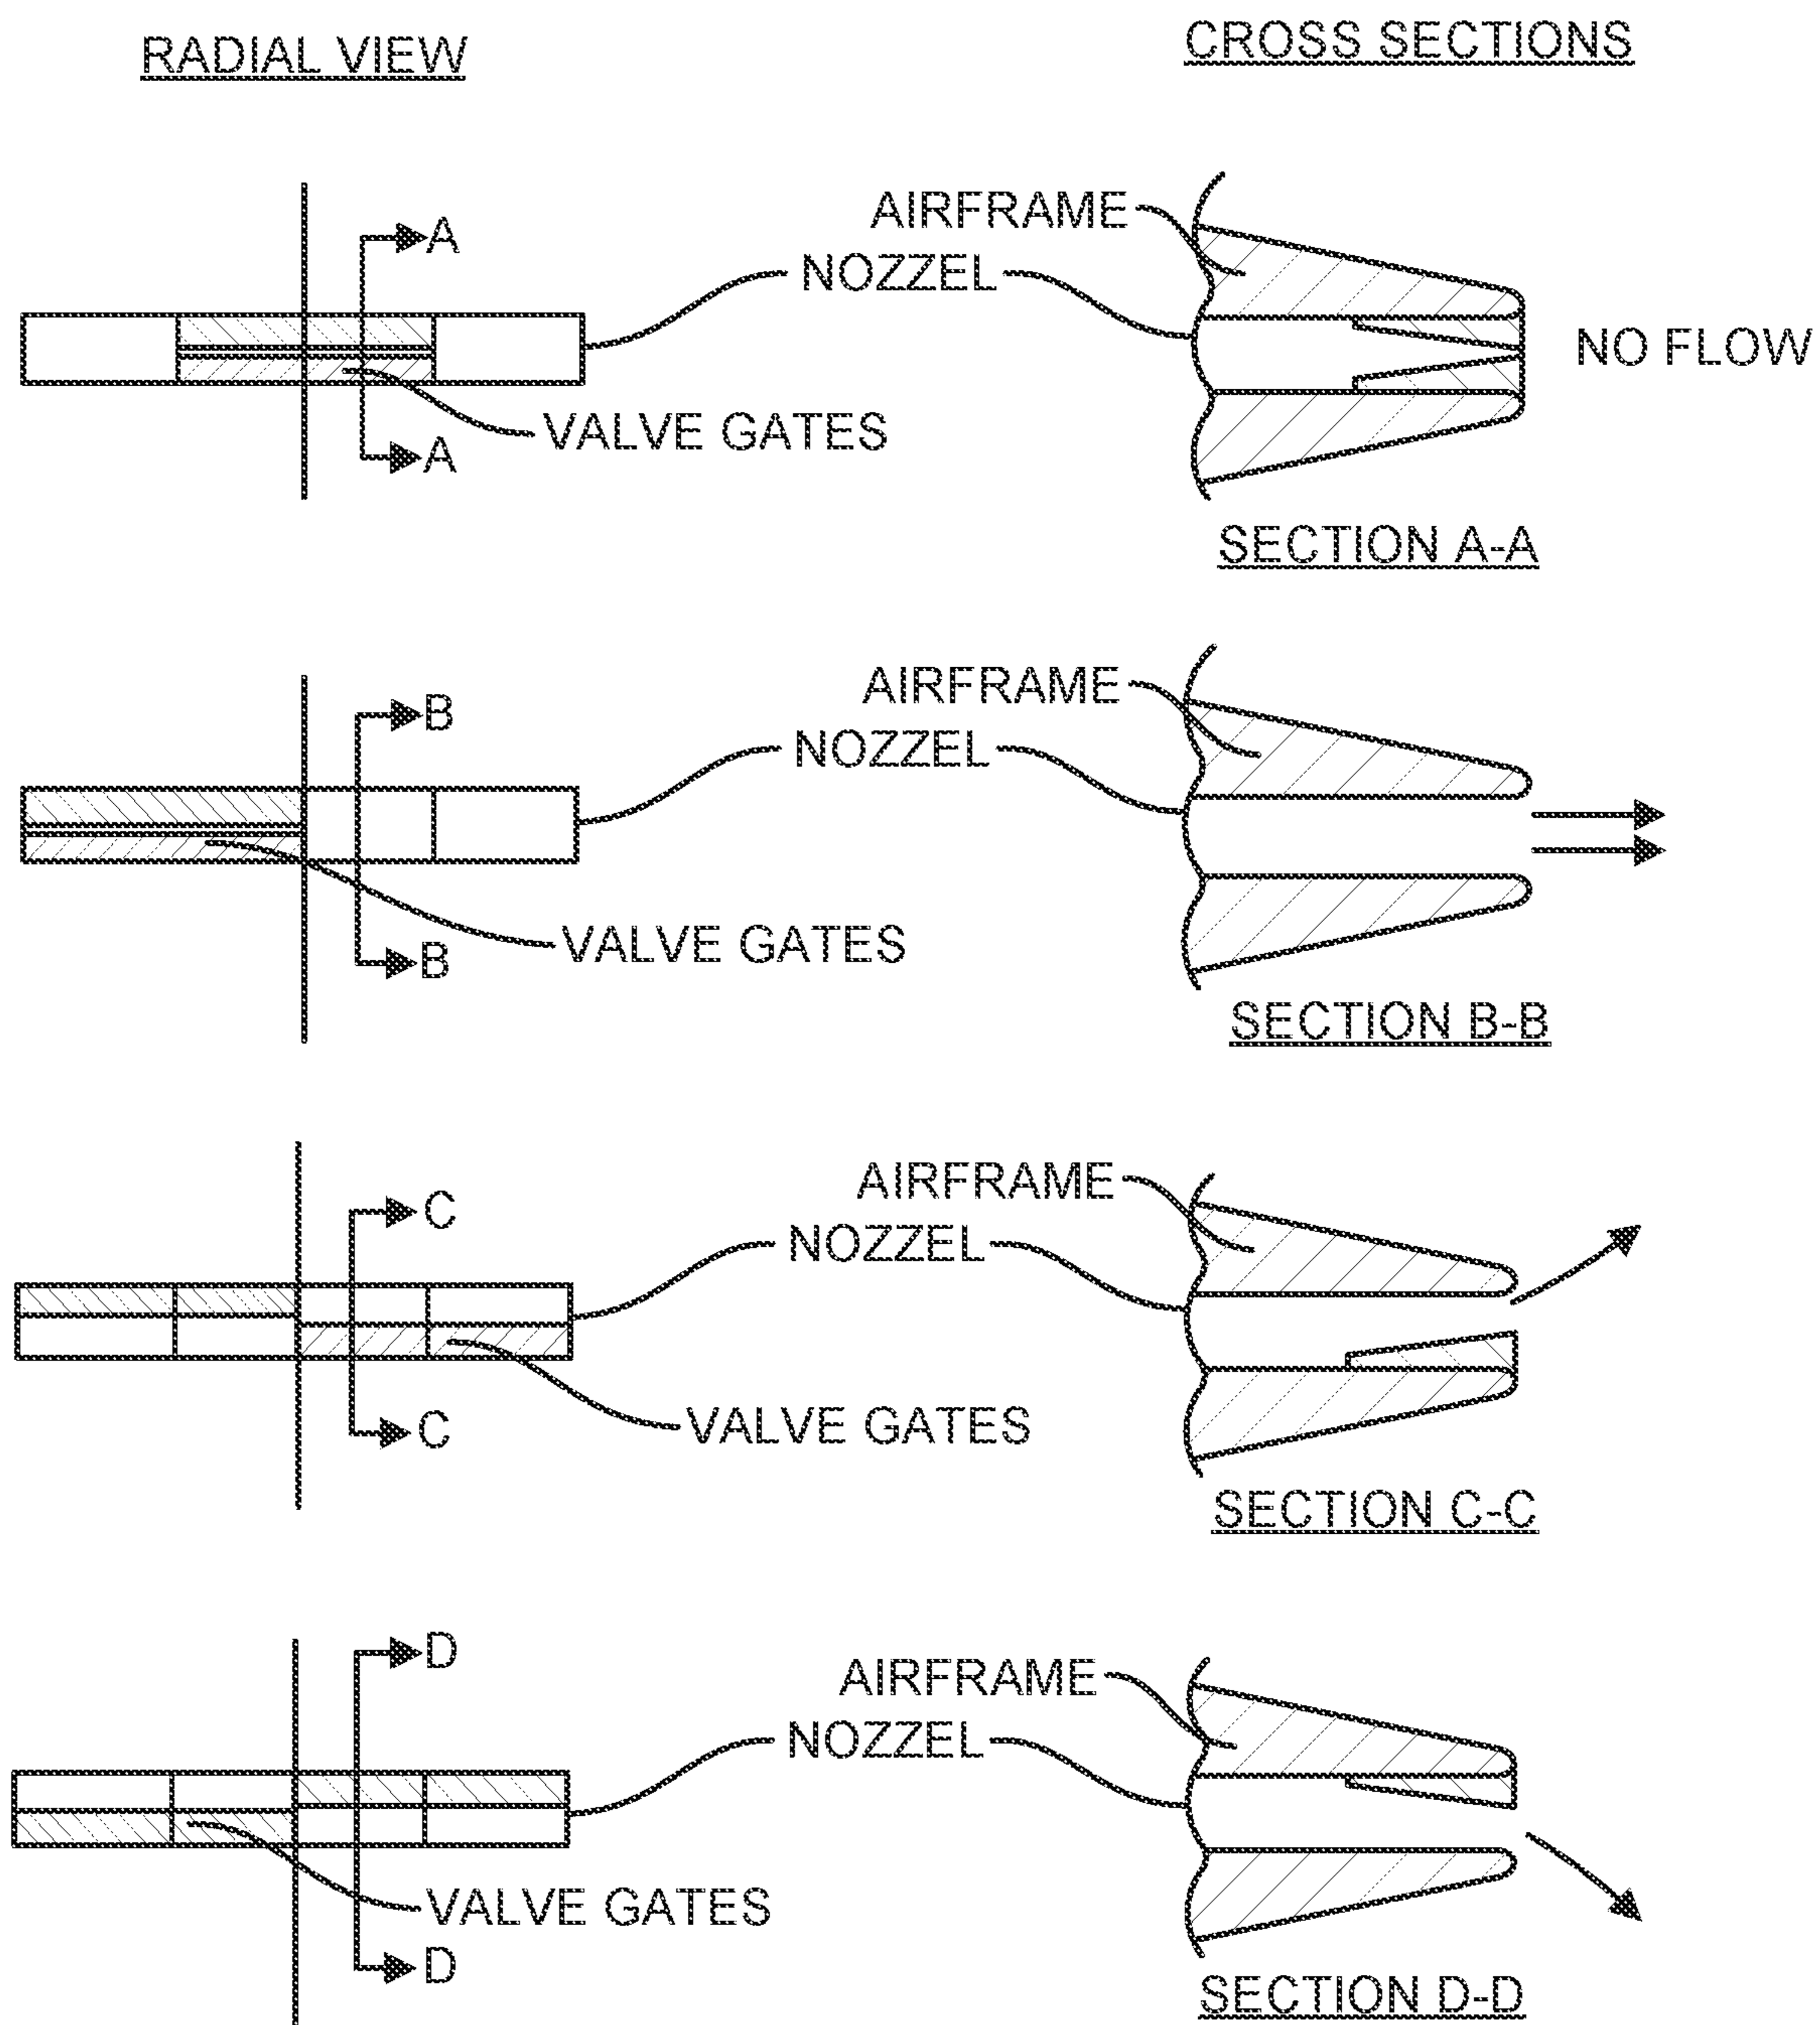 RADIAL VIEW
CROSS SECTIONS
A
AIRFRAME
NOZZEL
NO FLOW
VALVE GATES
A
SECTION A-A
B
AIRFRAME
NOZZEL
VALVE GATES
B
SECTION B-B
C
AIRFRAME
NOZZEL
VALVE GATES
C
SECTION C-C
D
AIRFRAME
NOZZEL
VALVE GATES
D
SECTION D-D